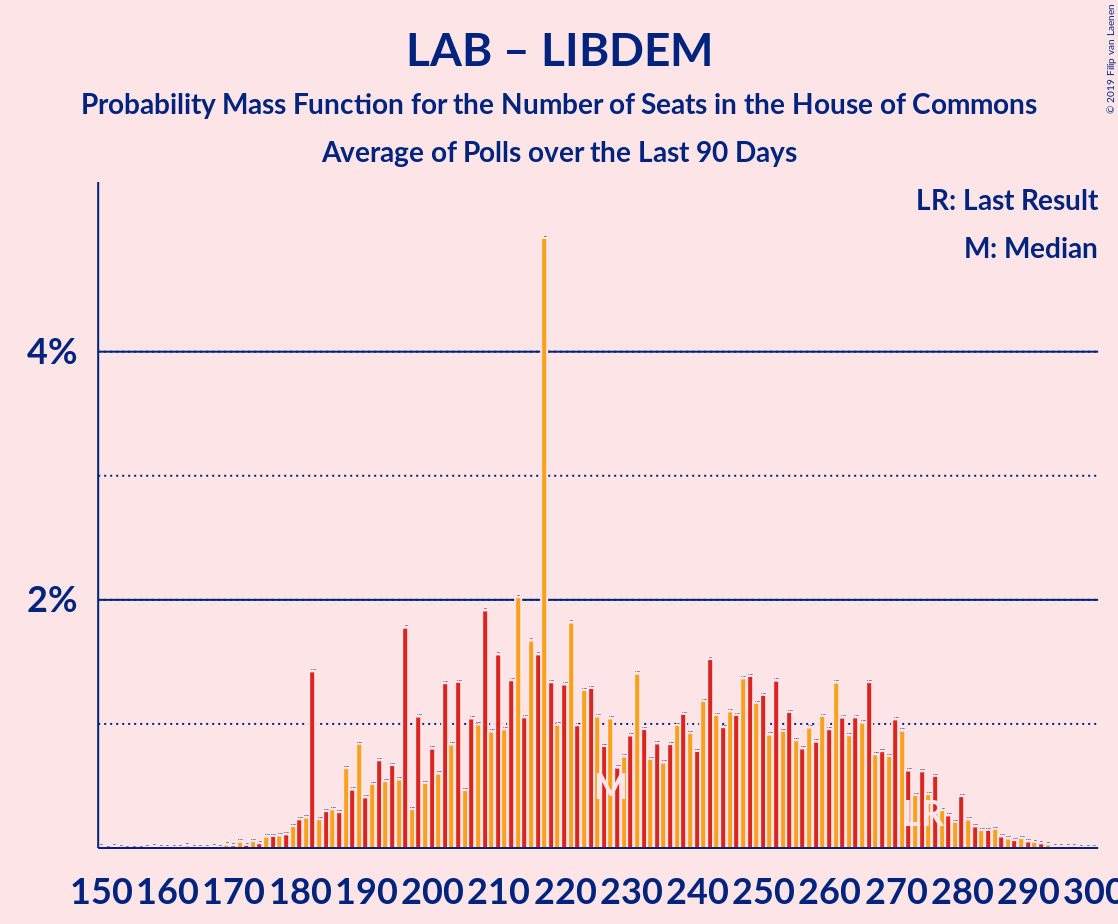 LAB – LIBDEM
Probability Mass Function for the Number of Seats in the House of Commons
Average of Polls over the Last 90 Days
© 2019 Filip van Laenen
LR: Last Result
M: Median
4%
2%
M
LR
150 160 170 180 190 200 210 220 230 240 250 260 270 280 290 300